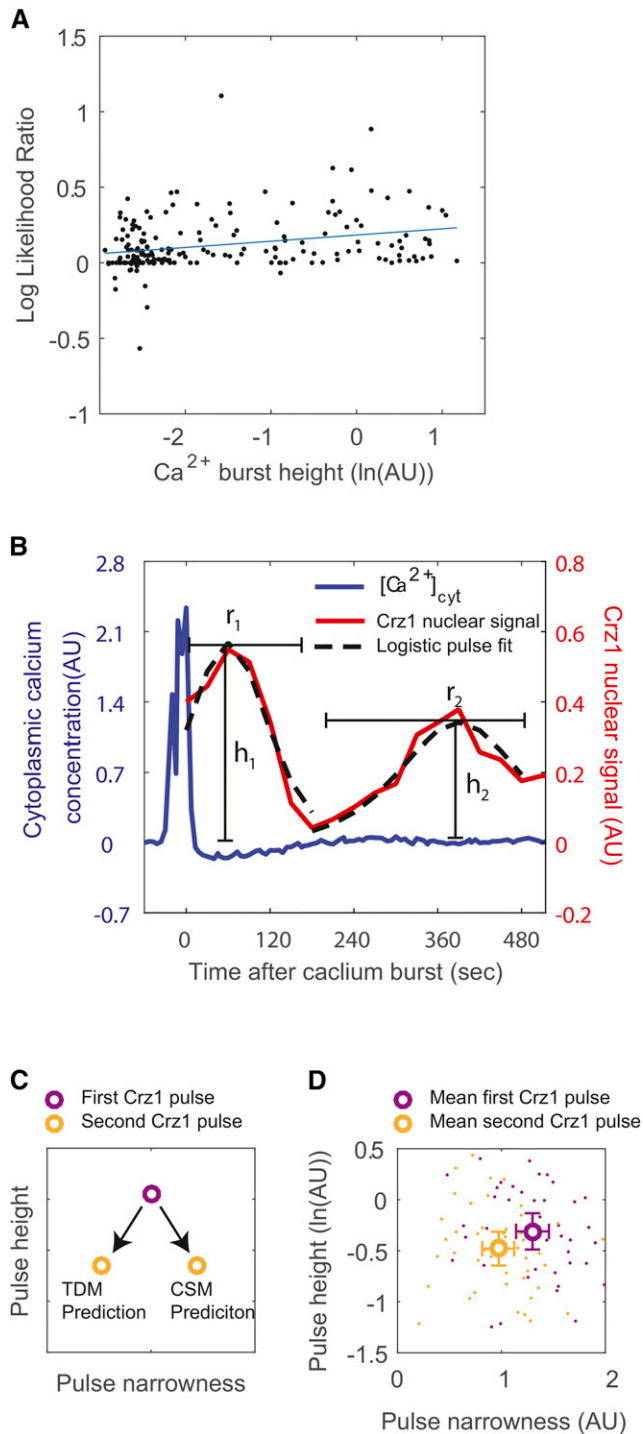 A
1.5
1
0.5
0
-0.5
-1
Log Likelihood Ratio
-2
-1
0
1
Ca2+ burst height (ln(AU))
B
2.8
2.1
1.4
0.7
0
-0.7
Cytoplasmic calcium
concentration(AU)
[Ca2+]cyt
Crz1 nuclear signal
Logistic pulse fit
r1
h1
r2
h2
0.8
0.6
0.4
0.2
0
-0.2
Crz1 nuclear
signal (AU)
0
120
240
360
480
Time after caclium burst (sec)
C
First Crz1 pulse
Second Crz1 pulse
Pulse height
TDM
Prediction
CSM
Prediciton
Pulse narrowness
D
Mean first Crz1 pulse
Mean second Crz1 pulse
Pulse height (ln(AU))
0.5
0
-0.5
-1
-1.5
0
1
2
Pulse narrowness (AU)